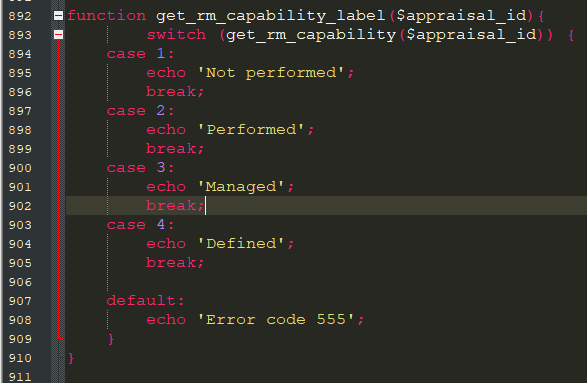 892 function get_rm_capability_label($appraisal_id){
893 switch (get_rm_capability($appraisal_id)) {
894 case 1:
895 echo 'Not performed';
896 break;
897 case 2:
898 echo 'Performed';
899 break;
900 case 3:
901 echo 'Managed';
902 break;
903 case 4:
904 echo 'Defined';
905 break;
906
907 default:
908 echo 'Error code 555';
909 }
910 }
911